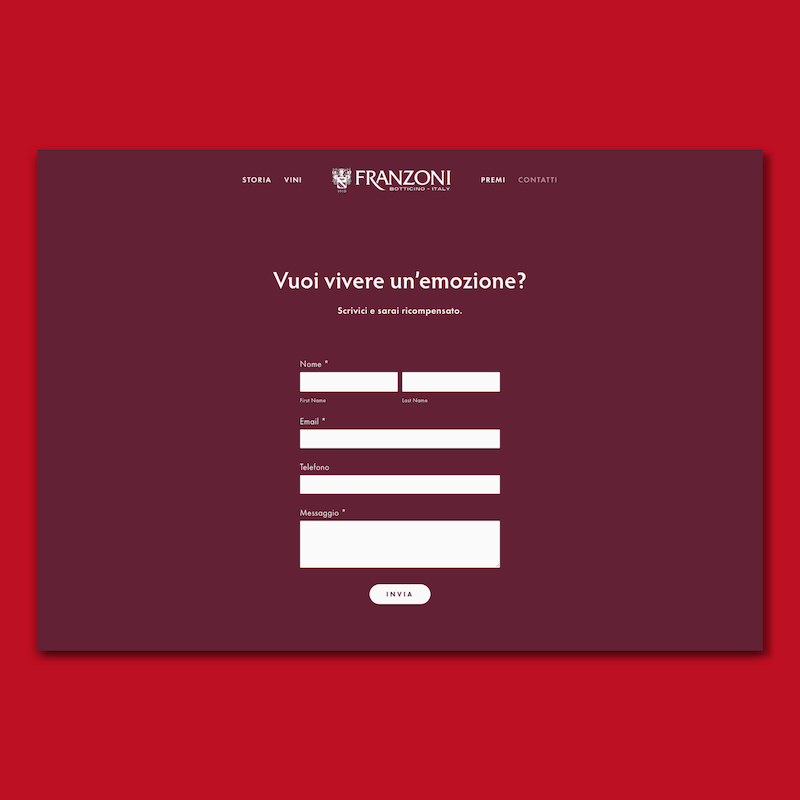 STORIA VINI FRANZONI PREMI CONTATTI
BOTTICINO - ITALY
Vuoi vivere un'emozione?
Scrivici e sarai ricompensato.
Nome *
First Name Last Name
Email *
Telefono
Messaggio *
INVIA